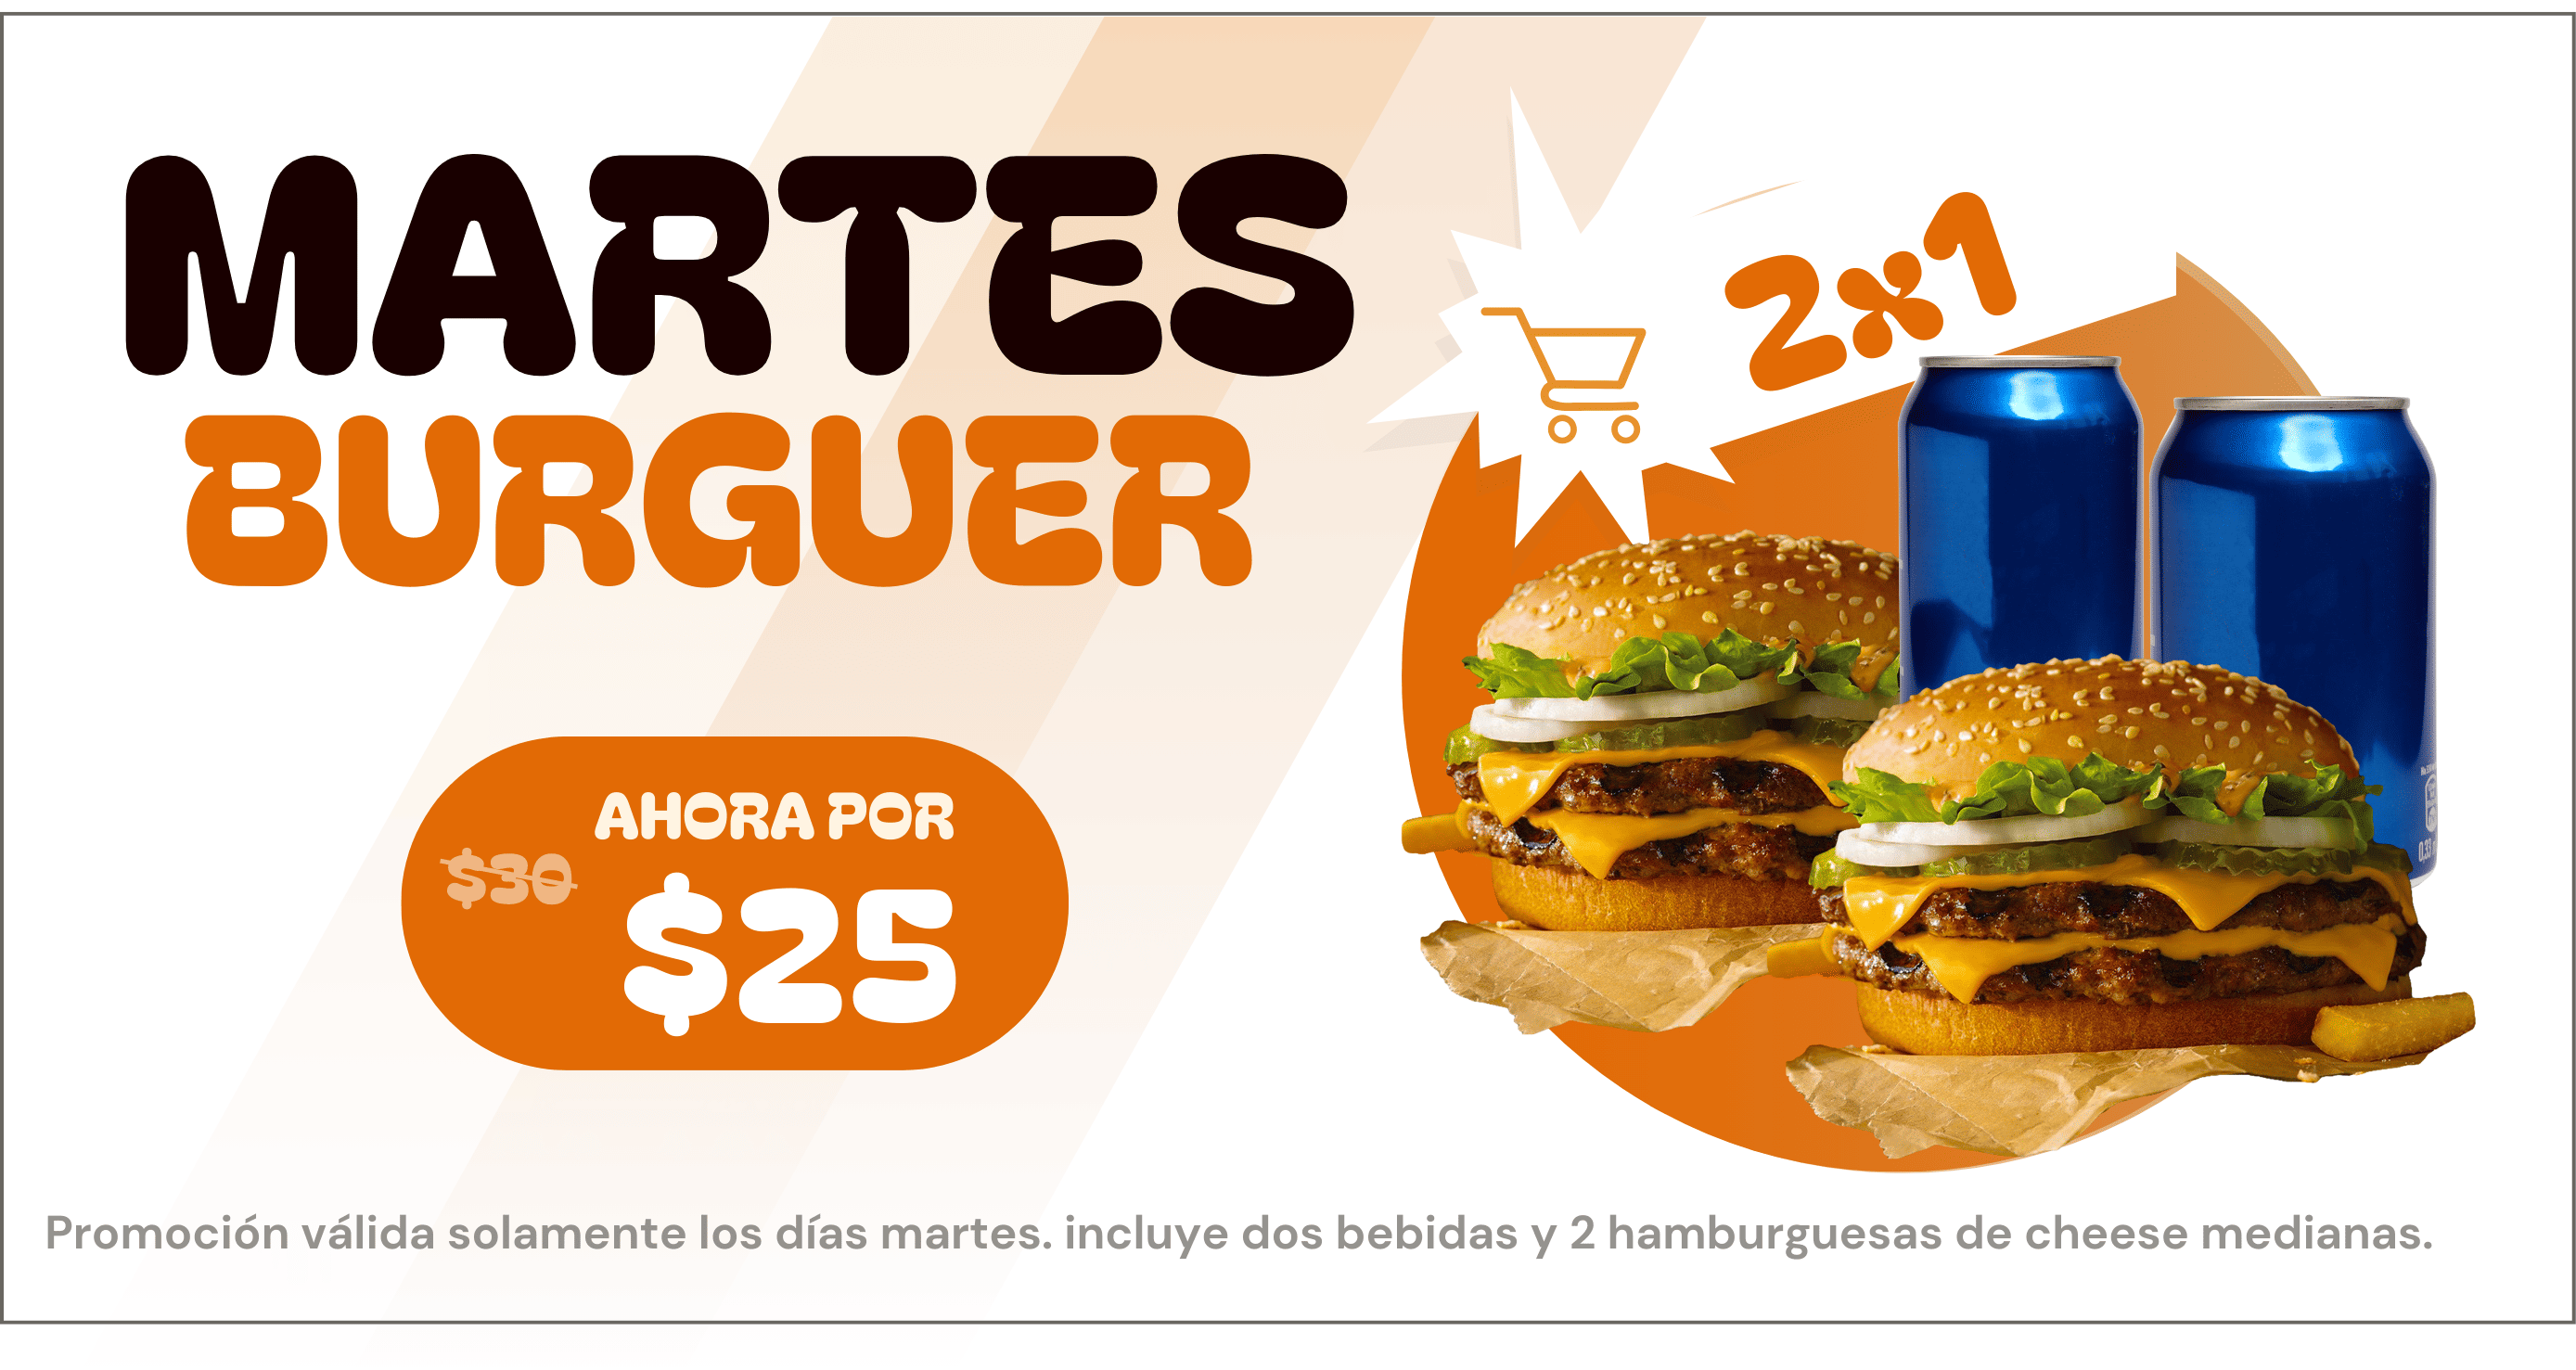 MARTES
BURGUER
2x1
AHORA POR
$30
$25
Promoción válida solamente los días martes. incluye dos bebidas y 2 hamburguesas de cheese medianas.